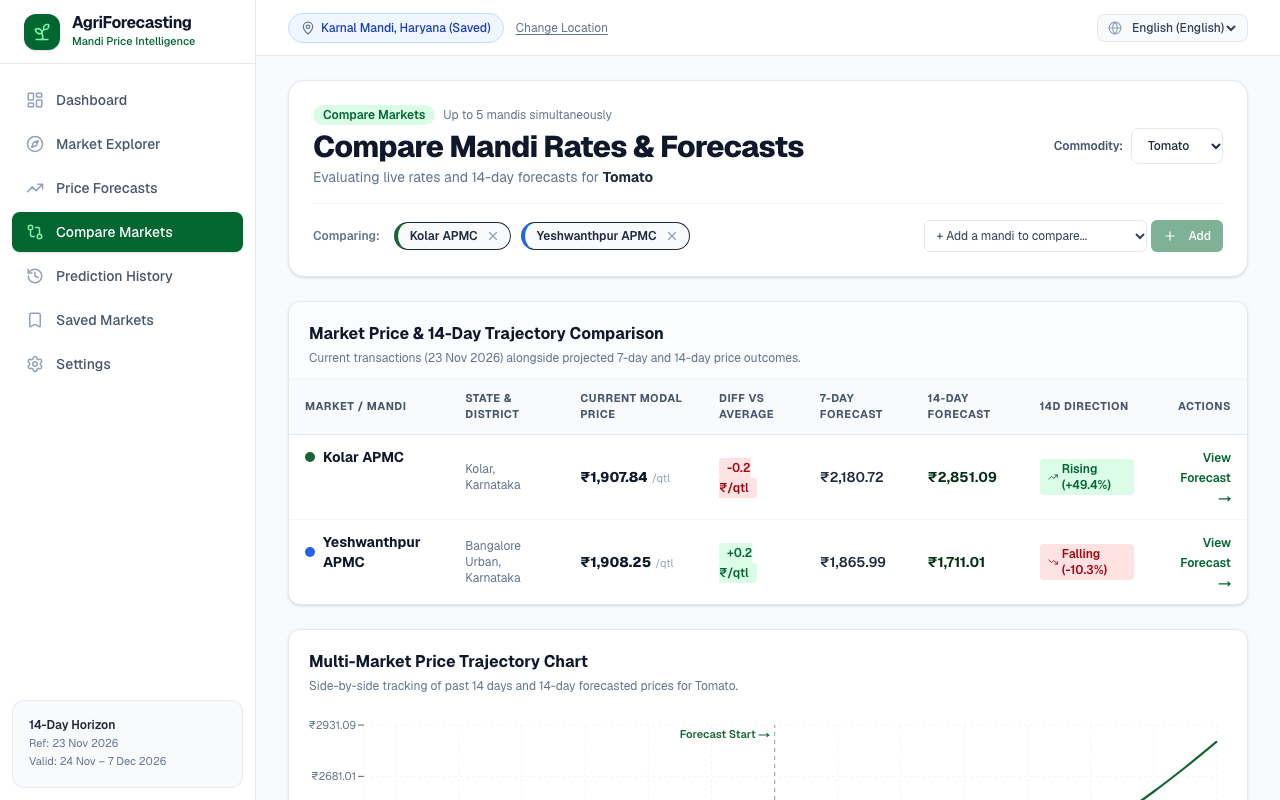 AgriForecasting
Mandi Price Intelligence
Karnal Mandi, Haryana (Saved)
Change Location
English (English)
Dashboard
Market Explorer
Price Forecasts
Compare Markets
Prediction History
Saved Markets
Settings
14-Day Horizon
Ref: 23 Nov 2026
Valid: 24 Nov – 7 Dec 2026
Compare Markets Up to 5 mandis simultaneously
Compare Mandi Rates & Forecasts
Evaluating live rates and 14-day forecasts for Tomato
Commodity: Tomato
Comparing: Kolar APMC × Yeshwanthpur APMC ×
+ Add a mandi to compare...
+ Add
Market Price & 14-Day Trajectory Comparison
Current transactions (23 Nov 2026) alongside projected 7-day and 14-day price outcomes.
MARKET / MANDI
STATE &
DISTRICT
CURRENT MODAL
PRICE
DIFF VS
AVERAGE
7-DAY
FORECAST
14-DAY
FORECAST
14D DIRECTION
ACTIONS
Kolar APMC
Kolar,
Karnataka
₹1,907.84 /qtl
-0.2
₹/qtl
₹2,180.72
₹2,851.09
Rising
(+49.4%)
View
Forecast
→
Yeshwanthpur
APMC
Bangalore
Urban,
Karnataka
₹1,908.25 /qtl
+0.2
₹/qtl
₹1,865.99
₹1,711.01
Falling
(-10.3%)
View
Forecast
→
Multi-Market Price Trajectory Chart
Side-by-side tracking of past 14 days and 14-day forecasted prices for Tomato.
₹2931.09
Forecast Start →
₹2681.01